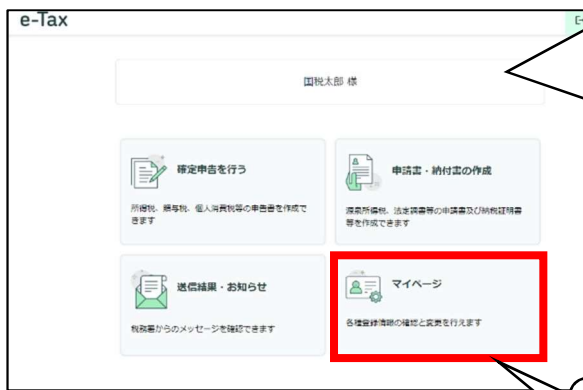 e-Tax
国税太郎 様
確定申告を行う
所得税、贈与税、個人消費税等の申告書を作成で
きます
申請書・納付書の作成
源泉所得税、法定調書等の申請書及び納税証明書
等を作成できます
送信結果・お知らせ
税務署からのメッセージを確認できます
マイページ
各種登録情報の確認と変更を行えます